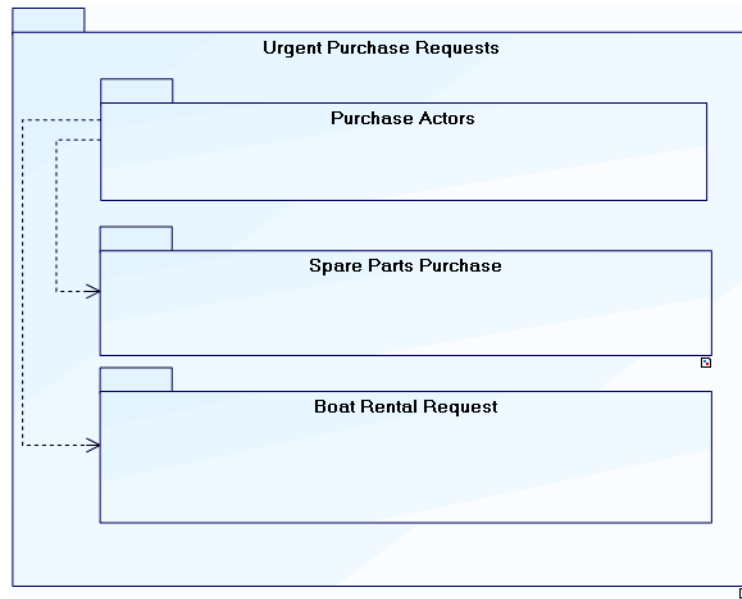 Urgent Purchase Requests
Purchase Actors
Spare Parts Purchase
Boat Rental Request